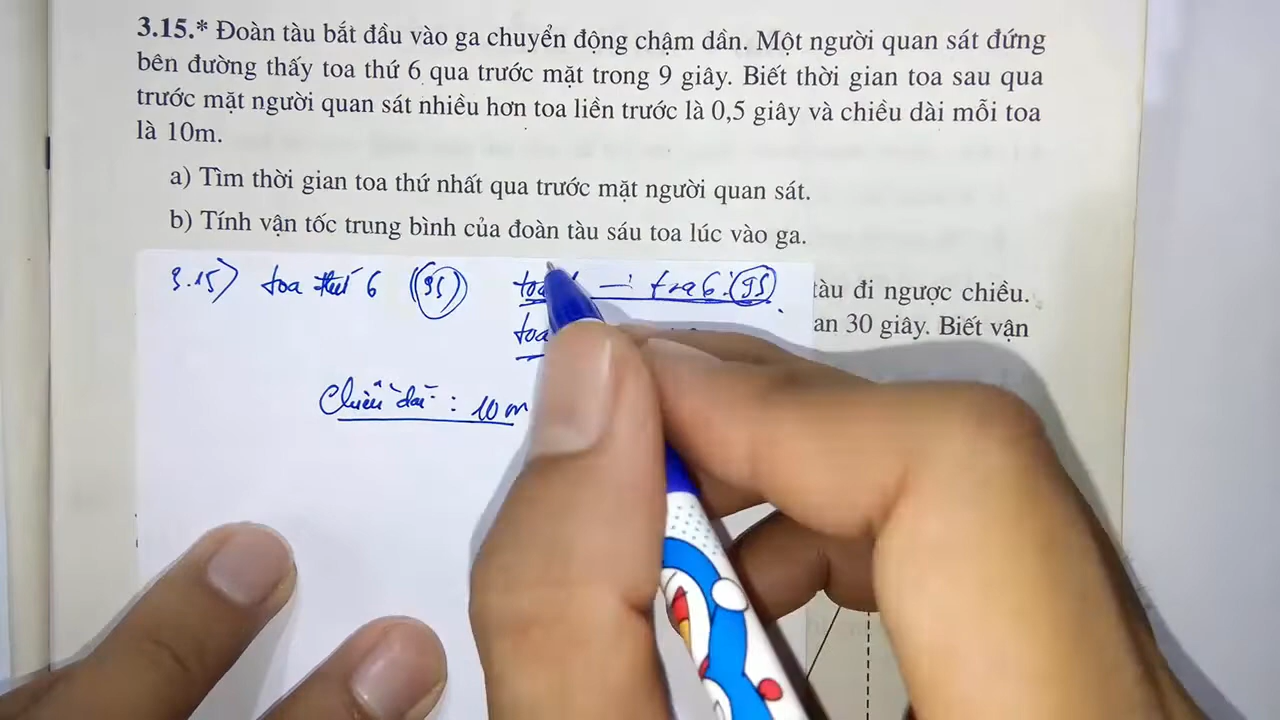 3.15.* Đoàn tàu bắt đầu vào ga chuyển động chậm dần. Một người quan sát đứng
bên đường thấy toa thứ 6 qua trước mặt trong 9 giây. Biết thời gian toa sau qua
trước mặt người quan sát nhiều hơn toa liền trước là 0,5 giây và chiều dài mỗi toa
là 10m.
a) Tìm thời gian toa thứ nhất qua trước mặt người quan sát.
b) Tính vận tốc trung bình của đoàn tàu sáu toa lúc vào ga.
3.15) toa thứ 6 (9s) toa toa 6: 9s
tàu đi ngược chiều.
toa
an 30 giây. Biết vận
Chiều dài : 10m